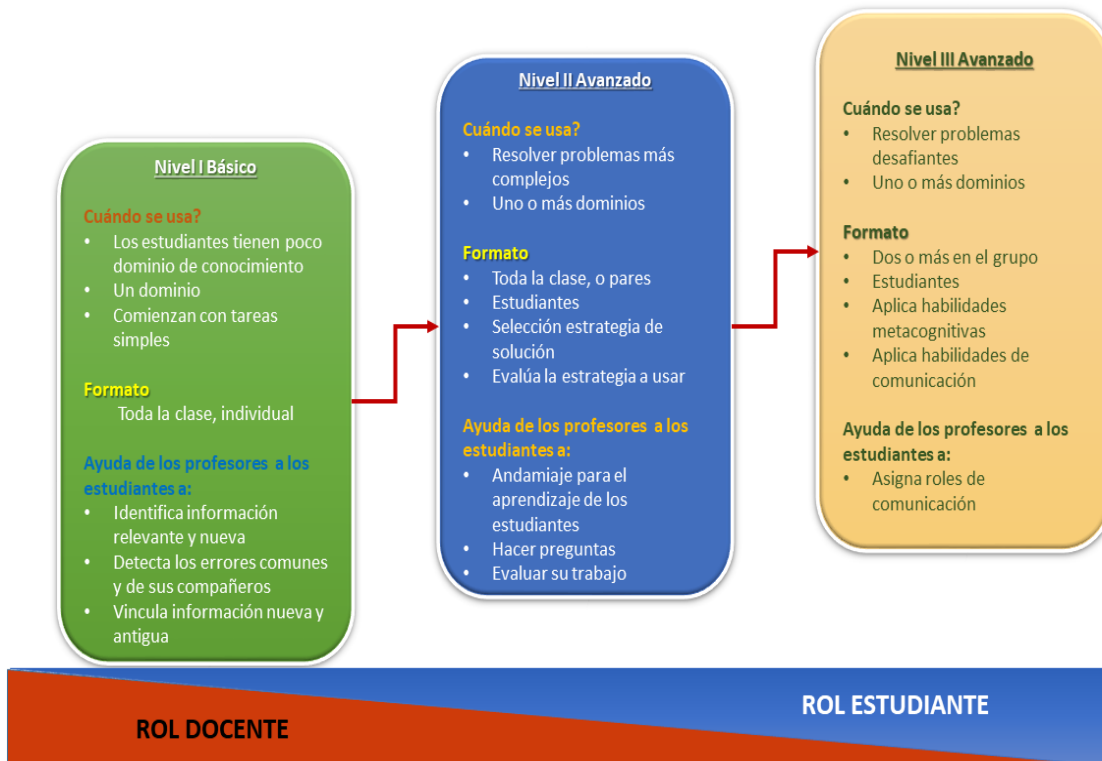 Nivel I Básico
Cuándo se usa?
• Los estudiantes tienen poco
dominio de conocimiento
• Un dominio
• Comienzan con tareas
simples
Formato
Toda la clase, individual
Ayuda de los profesores a los
estudiantes a:
• Identifica información
relevante y nueva
• Detecta los errores comunes
y de sus compañeros
• Vincula información nueva y
antigua
Nivel II Avanzado
Cuándo se usa?
• Resolver problemas más
complejos
• Uno o más dominios
Formato
• Toda la clase, o pares
• Estudiantes
• Selección estrategia de
solución
• Evalúa la estrategia a usar
Ayuda de los profesores a los
estudiantes a:
• Andamiaje para el
aprendizaje de los
estudiantes
• Hacer preguntas
• Evaluar su trabajo
Nivel III Avanzado
Cuándo se usa?
• Resolver problemas
desafiantes
• Uno o más dominios
Formato
• Dos o más en el grupo
• Estudiantes
• Aplica habilidades
metacognitivas
• Aplica habilidades de
comunicación
Ayuda de los profesores a los
estudiantes a:
• Asigna roles de
comunicación
ROL DOCENTE
ROL ESTUDIANTE